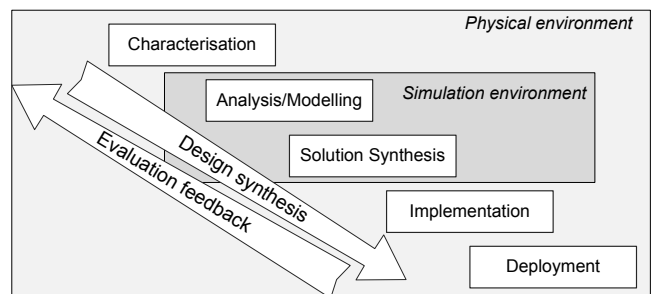 Physical environment
Characterisation
Simulation environment
Analysis/Modelling
Solution Synthesis
Design synthesis
Evaluation feedback
Implementation
Deployment